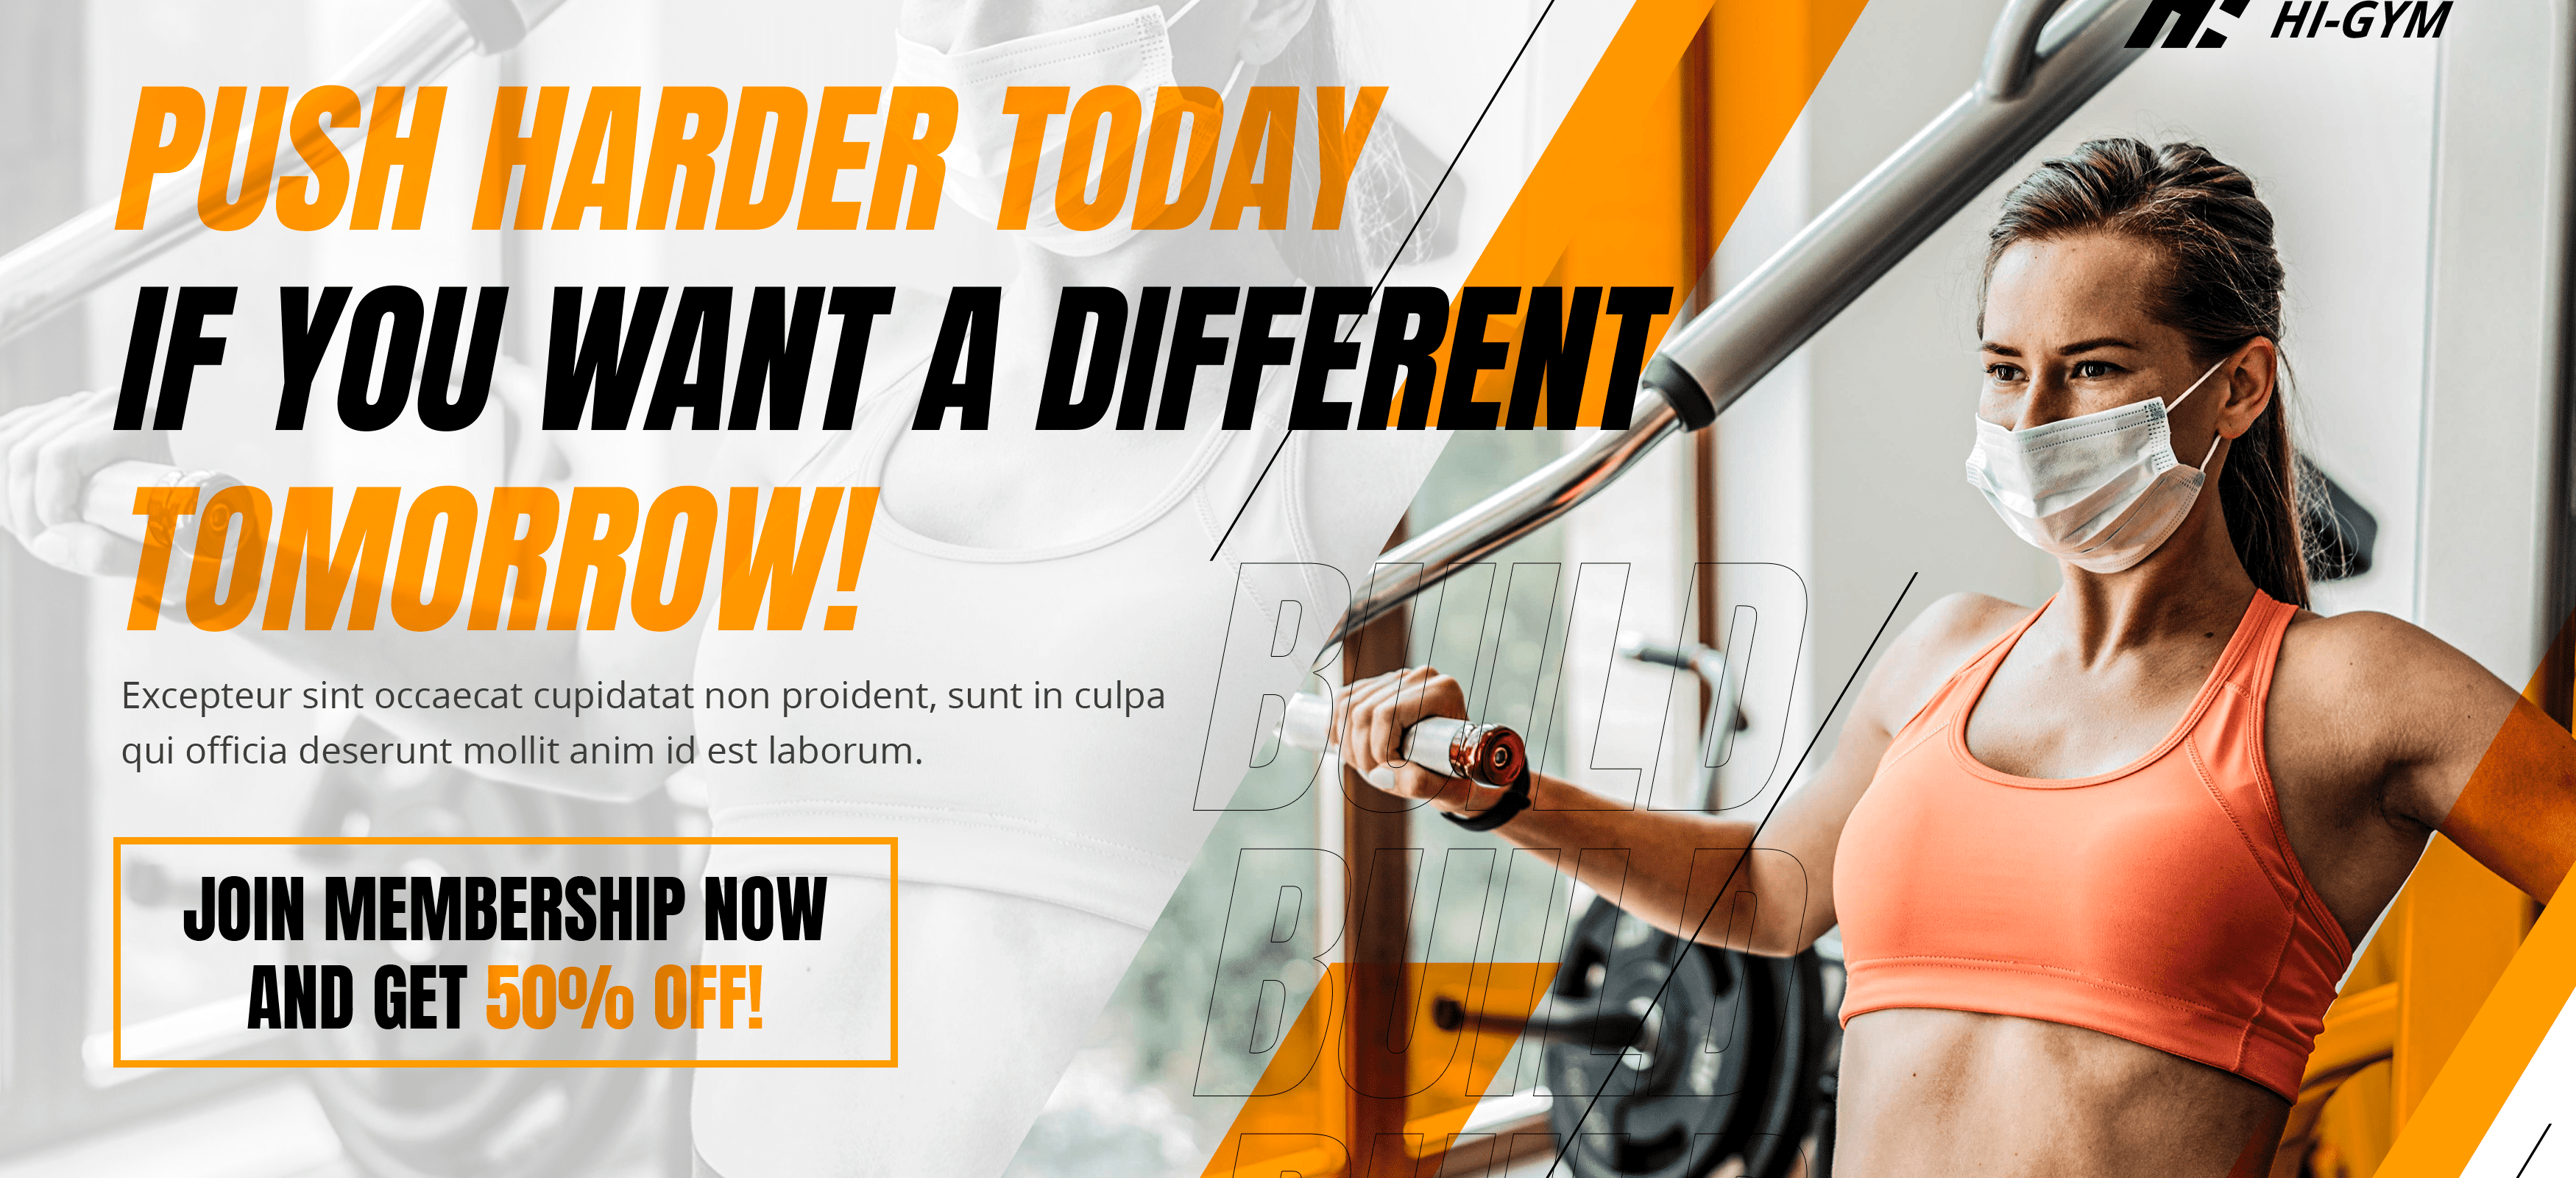 HI-GYM
PUSH HARDER TODAY
IF YOU WANT A DIFFERENT
TOMORROW!
Excepteur sint occaecat cupidatat non proident, sunt in culpa
qui officia deserunt mollit anim id est laborum.
JOIN MEMBERSHIP NOW
AND GET 50% OFF!
BUILD
BUILD
BUILD